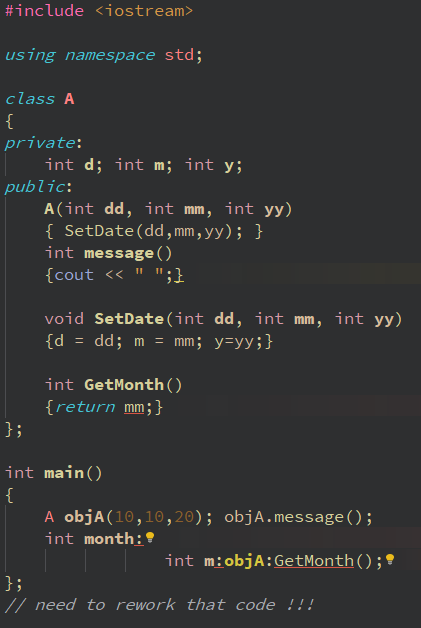 #include <iostream>
using namespace std;
class A
{
private:
int d; int m; int y;
public:
A(int dd, int mm, int yy)
{ SetDate(dd,mm,yy); }
int message()
{cout << " ";}
void SetDate(int dd, int mm, int yy)
{d = dd; m = mm; y=yy;}
int GetMonth()
{return mm;}
};
int main()
{
A objA(10,10,20); objA.message();
int month:
int m:objA:GetMonth();
};
// need to rework that code !!!